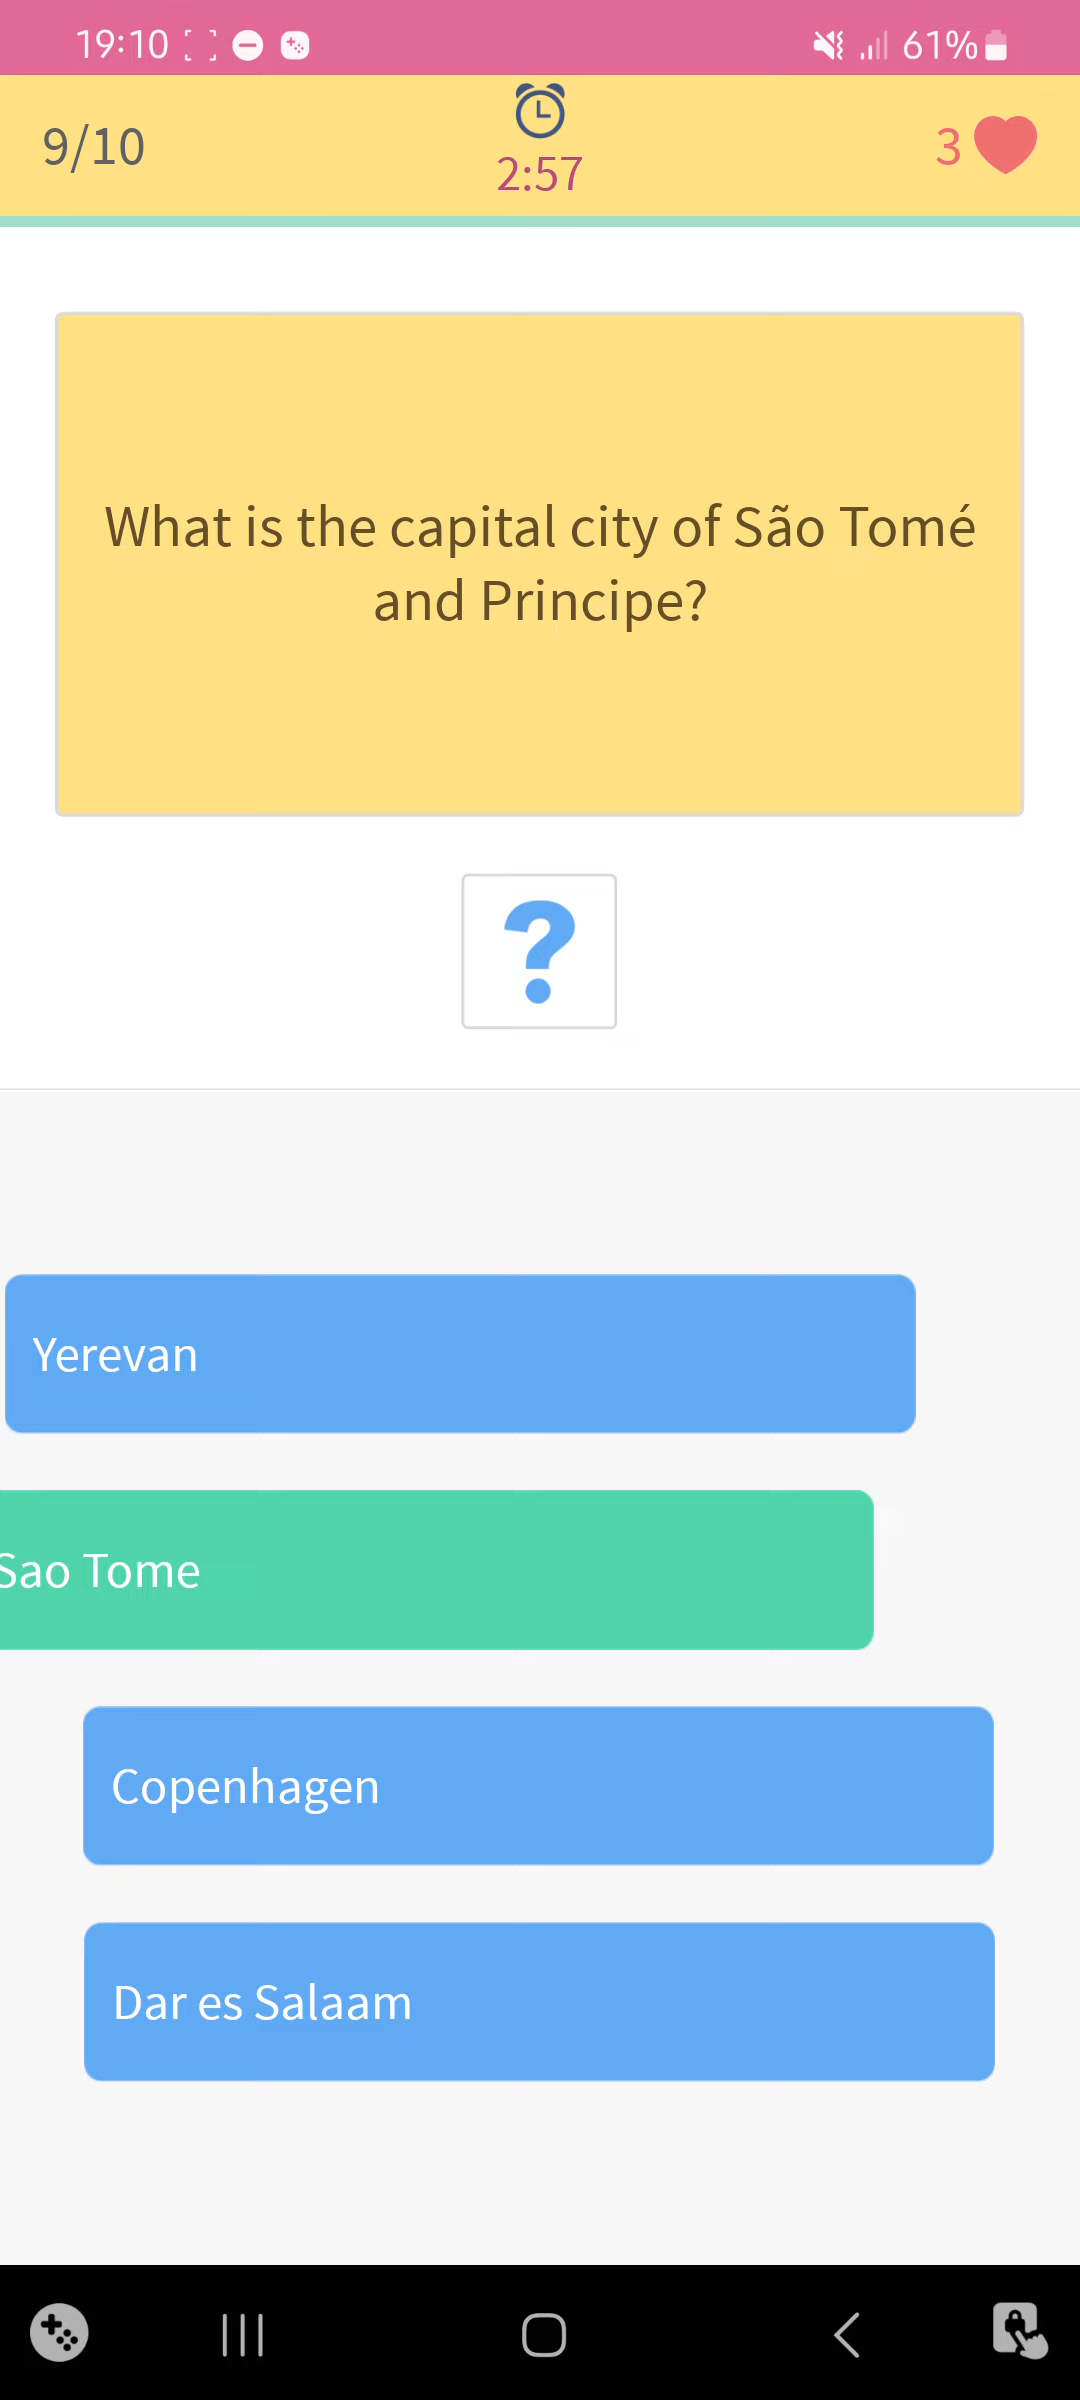 19:10
61%
9/10
2:57
3
What is the capital city of São Tomé
and Principe?
?
Yerevan
Sao Tome
Copenhagen
Dar es Salaam